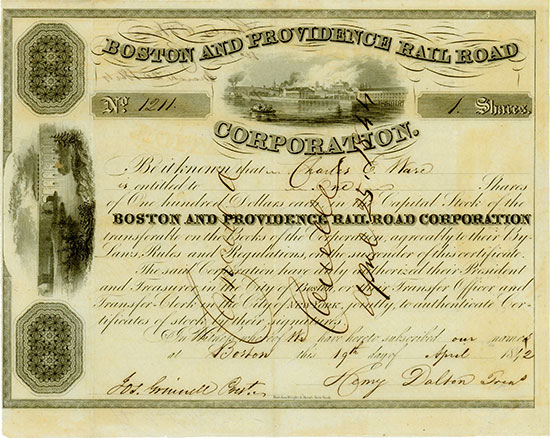 BOSTON AND PROVIDENCE RAIL ROAD
No. 1211. 1. Shares,
CORPORATION.
Be it known that Charles E. Ware
is entitled to One Shares
of One hundred Dollars each in the Capital Stock of the
BOSTON AND PROVIDENCE RAIL ROAD CORPORATION
transferable on the Books of the Corporation, agreeably to their By-
Laws, Rules and Regulations, on the surrender of this certificate.
The said Corporation have duly authorized their President
and Treasurer, in the City of Boston, or their Transfer Officer and
Transfer Clerk in the City of NEW YORK, jointly, to authenticate Cer-
tificates of stock by their signatures.
In Witness whereof We have hereto subscribed our names
at Boston this 19th day of April 1842
Jos. Grinnell Prest. Henry Dalton Treasr
Cancelled
Cancelled
April 25